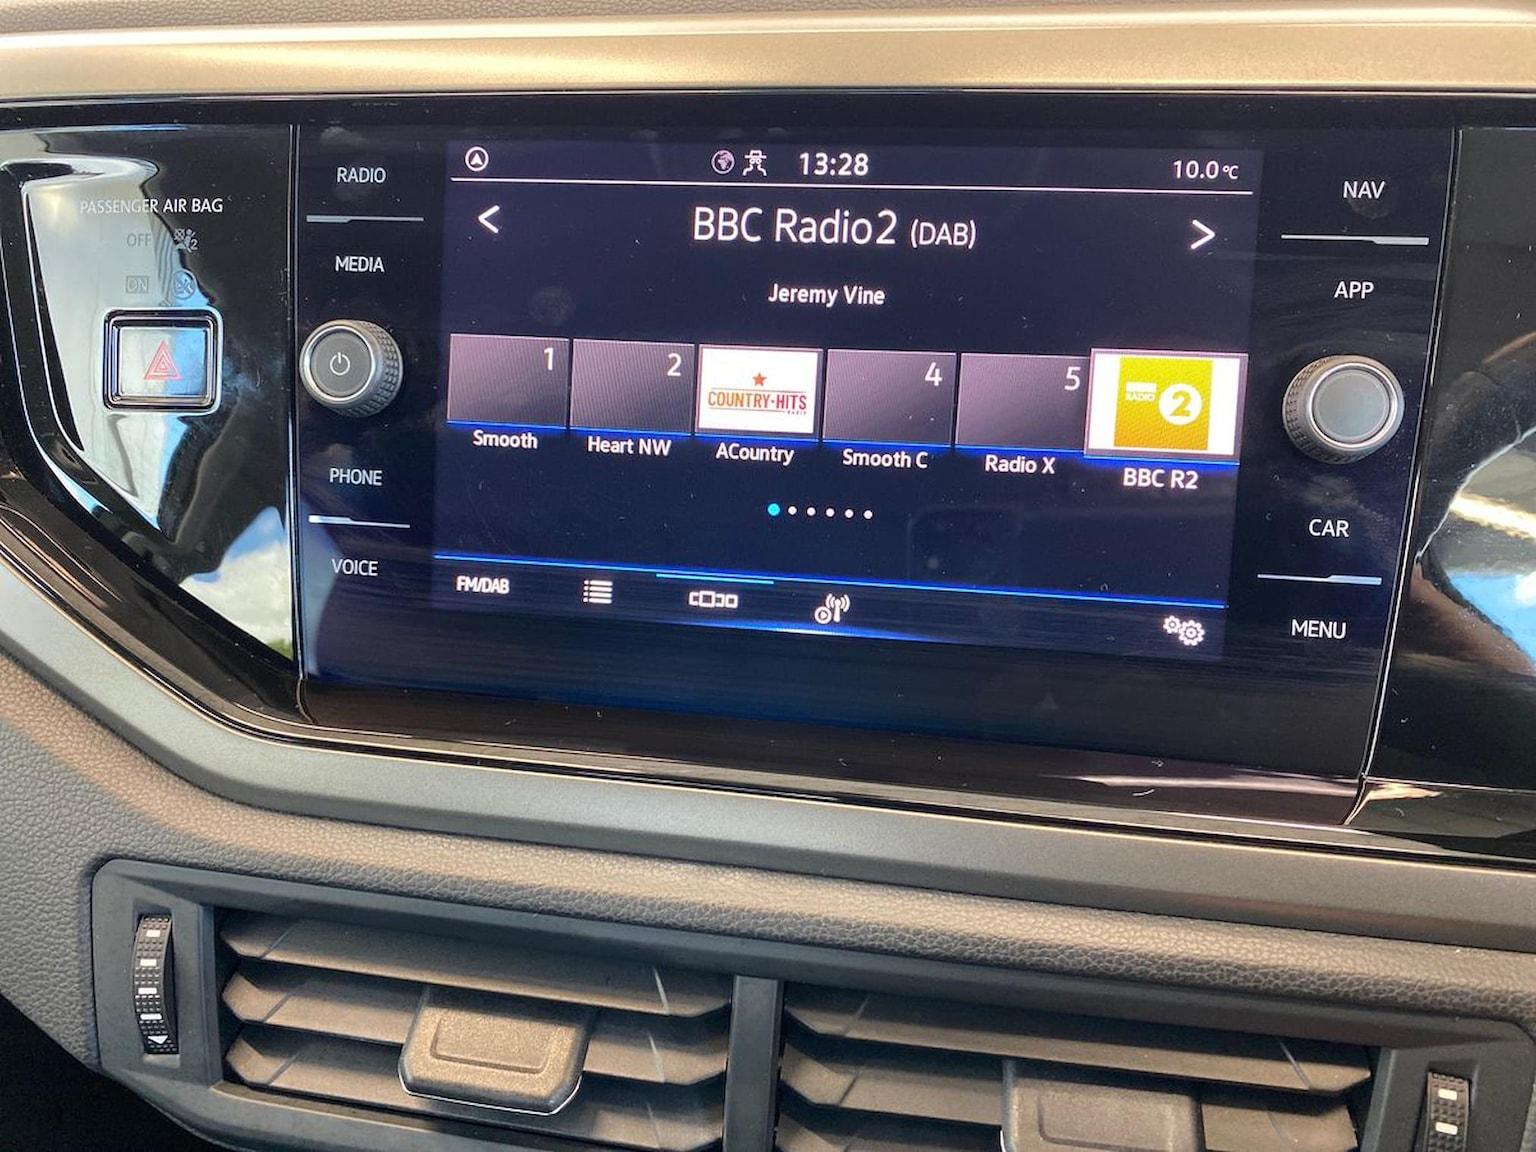 RADIO
MEDIA
PHONE
VOICE
PASSENGER AIR BAG
OFF
ON
13:28
10.0°C
BBC Radio2 (DAB)
Jeremy Vine
1
2
COUNTRY★HITS
RADIO
4
5
RADIO
2
Smooth
Heart NW
ACountry
Smooth C
Radio X
BBC R2
FM/DAB
NAV
APP
CAR
MENU